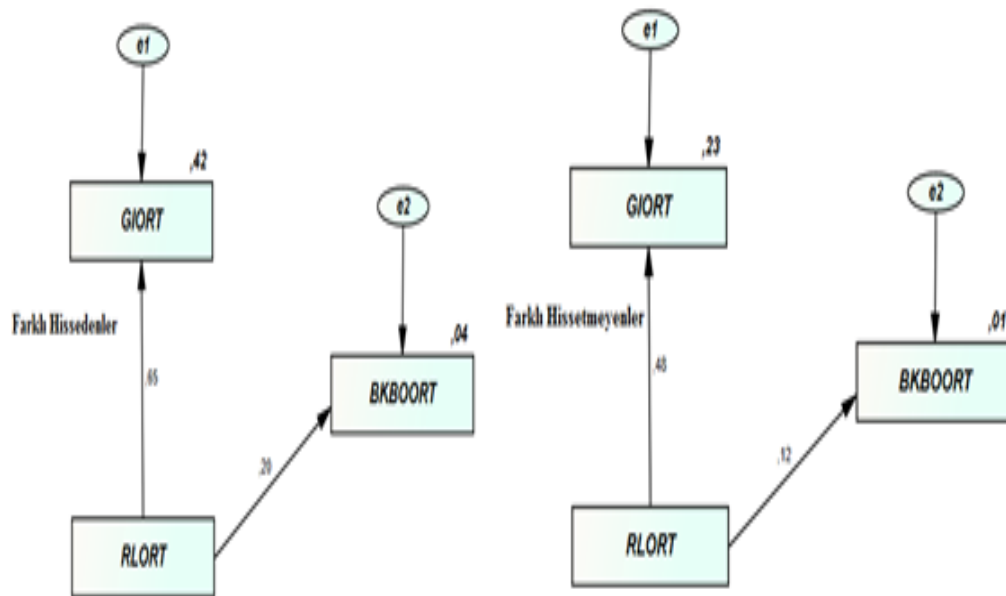 e1
,42
GIORT
e2
Farklı Hissedenler
,65
,04
BKBOORT
,20
RLORT
e1
,23
GIORT
e2
Farklı Hissetmeyenler
,48
,01
BKBOORT
,12
RLORT